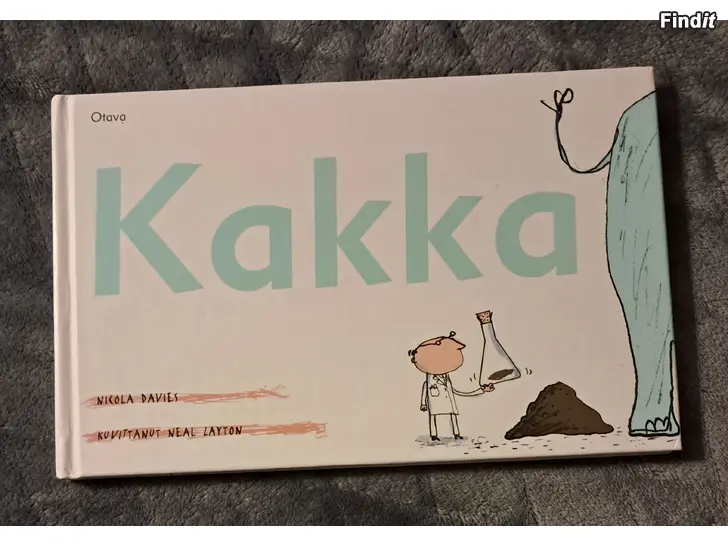 Findit
Otava
Kakka
NICOLA DAVIES
KUVITTANUT NEAL LAYTON